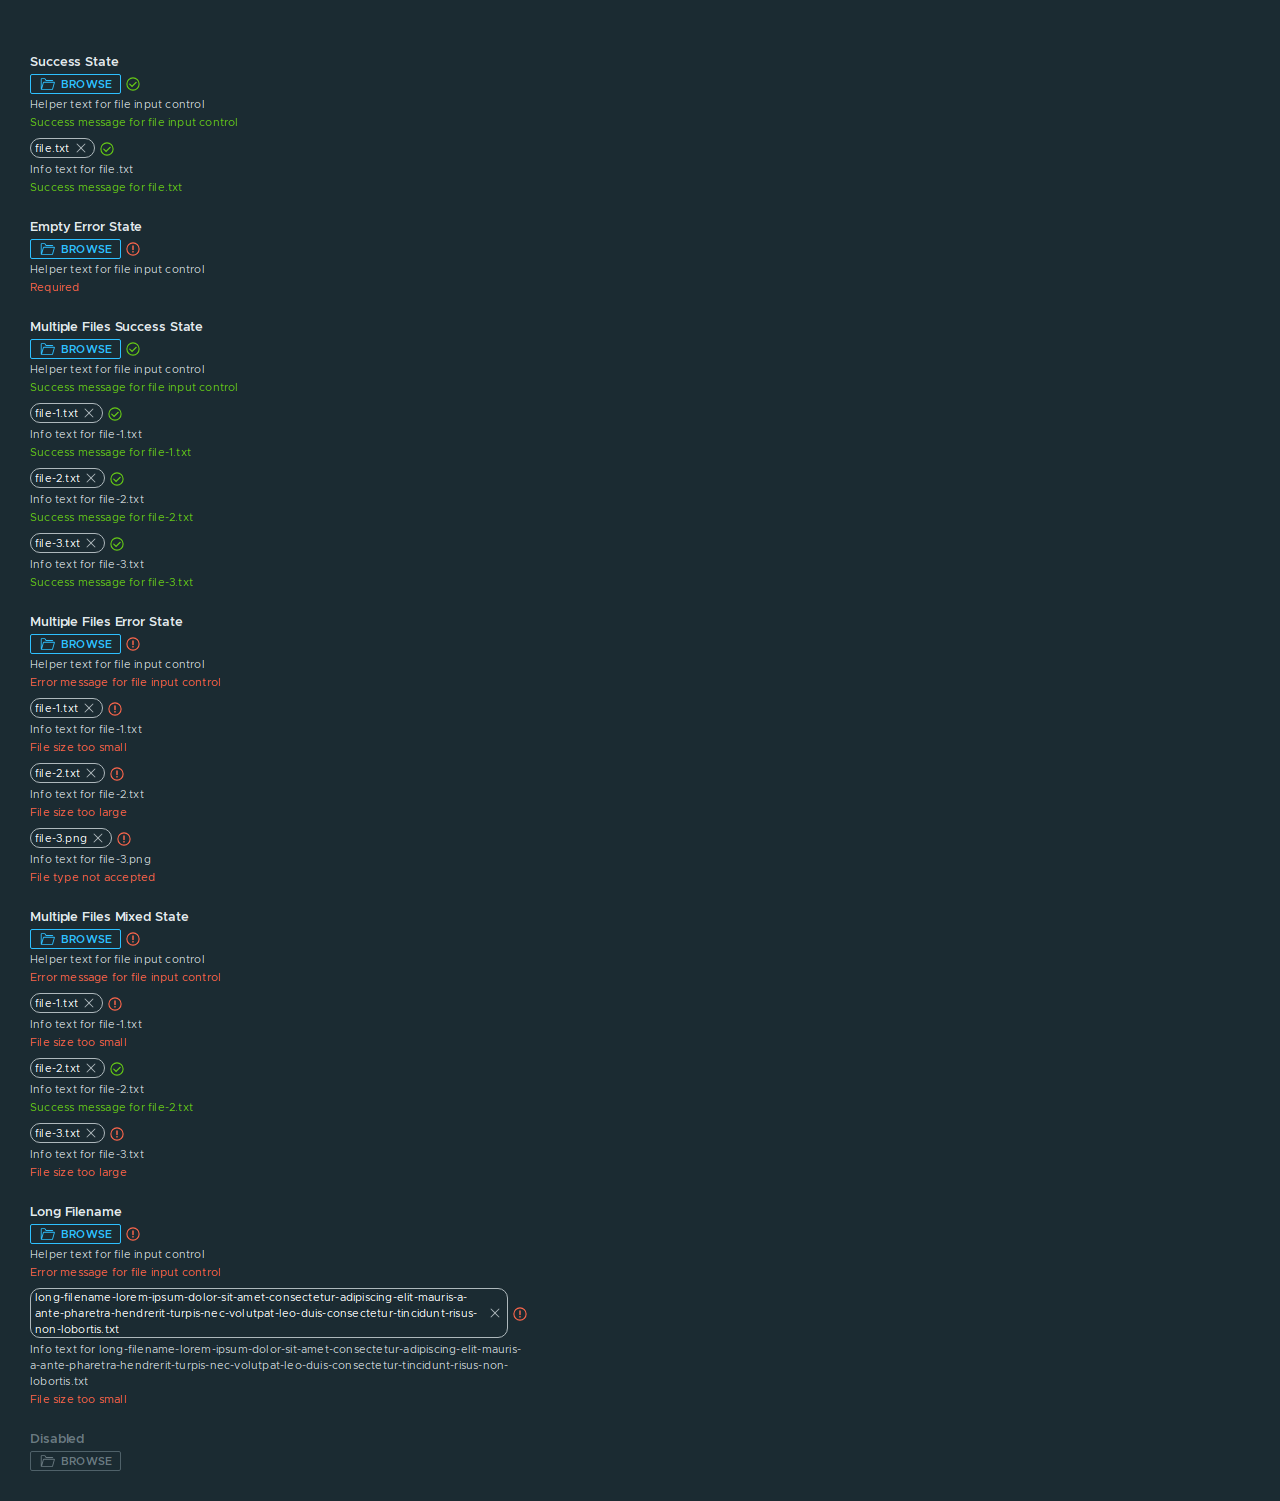 Success State
BROWSE
Helper text for file input control
Success message for file input control
file.txt
Info text for file.txt
Success message for file.txt
Empty Error State
BROWSE
Helper text for file input control
Required
Multiple Files Success State
BROWSE
Helper text for file input control
Success message for file input control
file-1.txt
Info text for file-1.txt
Success message for file-1.txt
file-2.txt
Info text for file-2.txt
Success message for file-2.txt
file-3.txt
Info text for file-3.txt
Success message for file-3.txt
Multiple Files Error State
BROWSE
Helper text for file input control
Error message for file input control
file-1.txt
Info text for file-1.txt
File size too small
file-2.txt
Info text for file-2.txt
File size too large
file-3.png
Info text for file-3.png
File type not accepted
Multiple Files Mixed State
BROWSE
Helper text for file input control
Error message for file input control
file-1.txt
Info text for file-1.txt
File size too small
file-2.txt
Info text for file-2.txt
Success message for file-2.txt
file-3.txt
Info text for file-3.txt
File size too large
Long Filename
BROWSE
Helper text for file input control
Error message for file input control
long-filename-lorem-ipsum-dolor-sit-amet-consectetur-adipiscing-elit-mauris-a-
ante-pharetra-hendrerit-turpis-nec-volutpat-leo-duis-consectetur-tincidunt-risus-
non-lobortis.txt
Info text for long-filename-lorem-ipsum-dolor-sit-amet-consectetur-adipiscing-elit-mauris-
a-ante-pharetra-hendrerit-turpis-nec-volutpat-leo-duis-consectetur-tincidunt-risus-non-
lobortis.txt
File size too small
Disabled
BROWSE